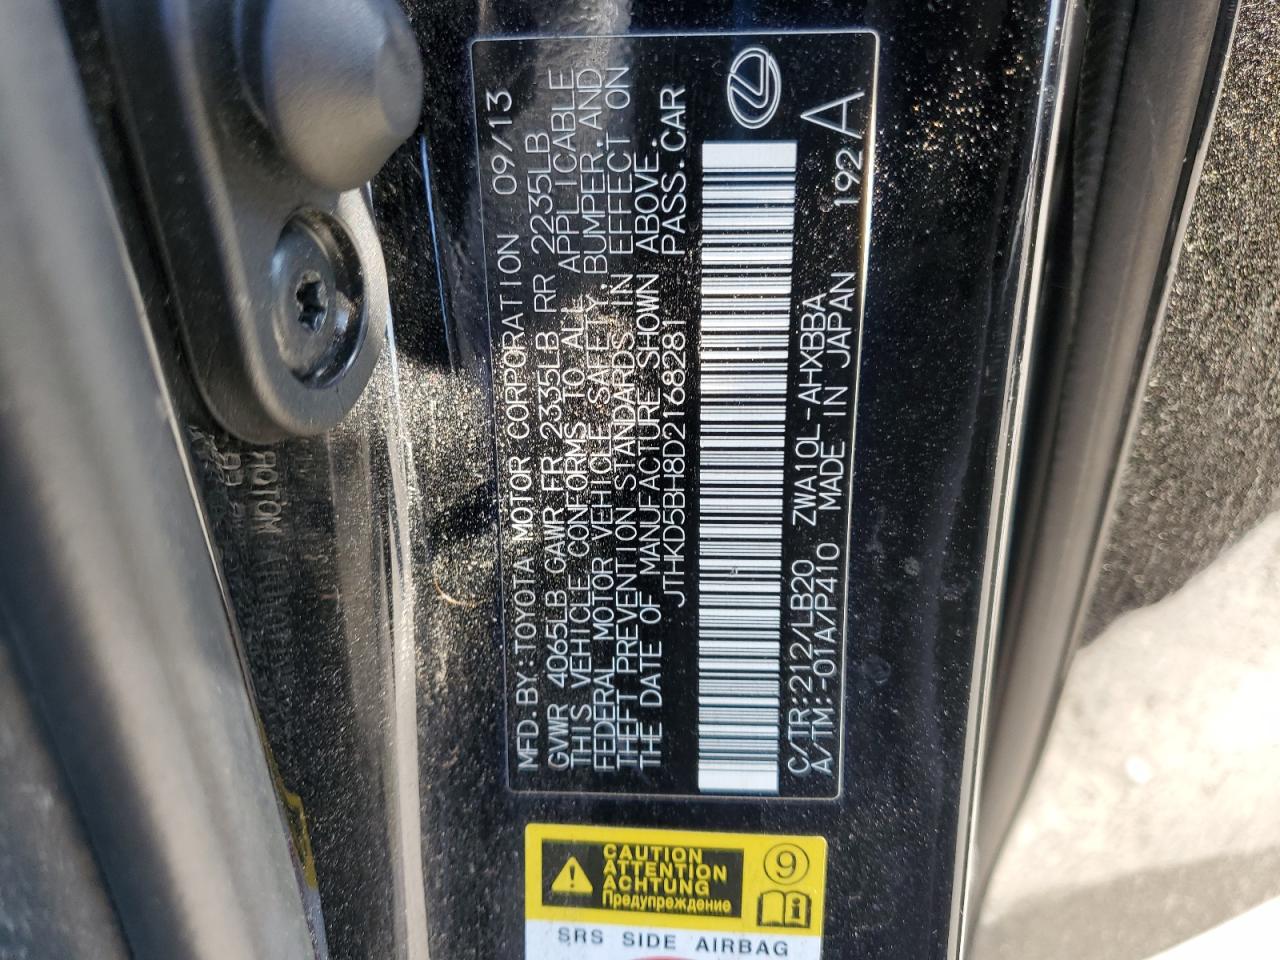 MFD. BY: TOYOTA MOTOR CORPORATION 09/13
GVWR 4065LB GAWR FR 2335LB RR 2235LB
THIS VEHICLE CONFORMS TO ALL APPLICABLE
FEDERAL MOTOR VEHICLE SAFETY, BUMPER, AND
THEFT PREVENTION STANDARDS IN EFFECT ON
THE DATE OF MANUFACTURE SHOWN ABOVE.
JTHKD5BH8D2168281 PASS. CAR
C/TR:212/LB20 ZWA10L-AHXBBA 192A
A/TM:-01A/P410 MADE IN JAPAN
CAUTION
ATTENTION
ACHTUNG
Предупреждение
9
i
SRS SIDE AIRBAG